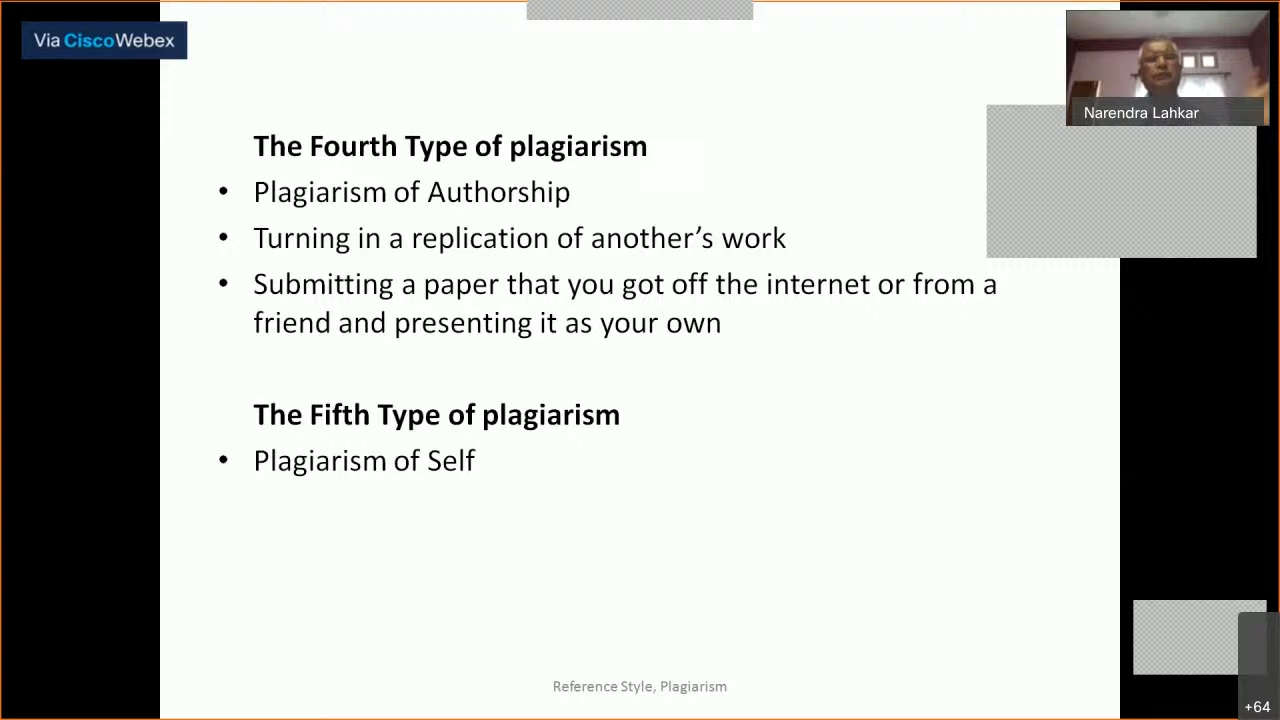 Via CiscoWebex
Narendra Lahkar
The Fourth Type of plagiarism
• Plagiarism of Authorship
• Turning in a replication of another’s work
• Submitting a paper that you got off the internet or from a
friend and presenting it as your own
The Fifth Type of plagiarism
• Plagiarism of Self
Reference Style, Plagiarism
+64